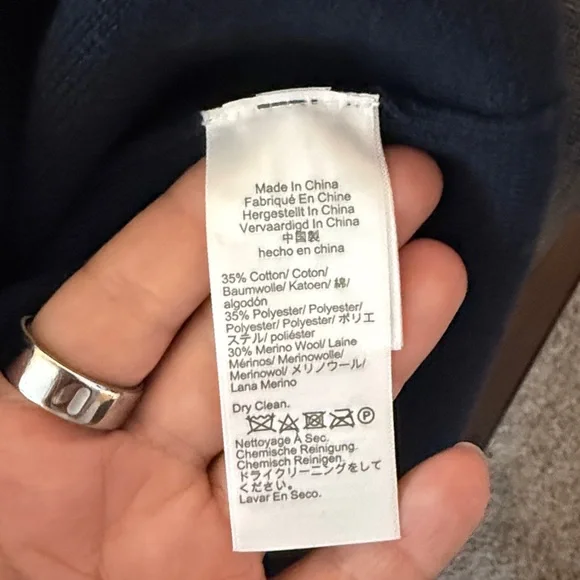 Made In China
Fabriqué En Chine
Hergestellt In China
Vervaardigd In China
中国製
hecho en china
35% Cotton/ Coton/
Baumwolle/ Katoen/ 綿/
algodón
35% Polyester/ Polyester/
Polyester/ Polyester/ ポリエ
ステル/ poliéster
30% Merino Wool/ Laine
Mérinos/ Merinowolle/
Merinowol/ メリノウール/
Lana Merino
Dry Clean.
P
Nettoyage À Sec.
Chemische Reinigung.
Chemisch Reinigen.
ドライクリーニングをして
ください。
Lavar En Seco.